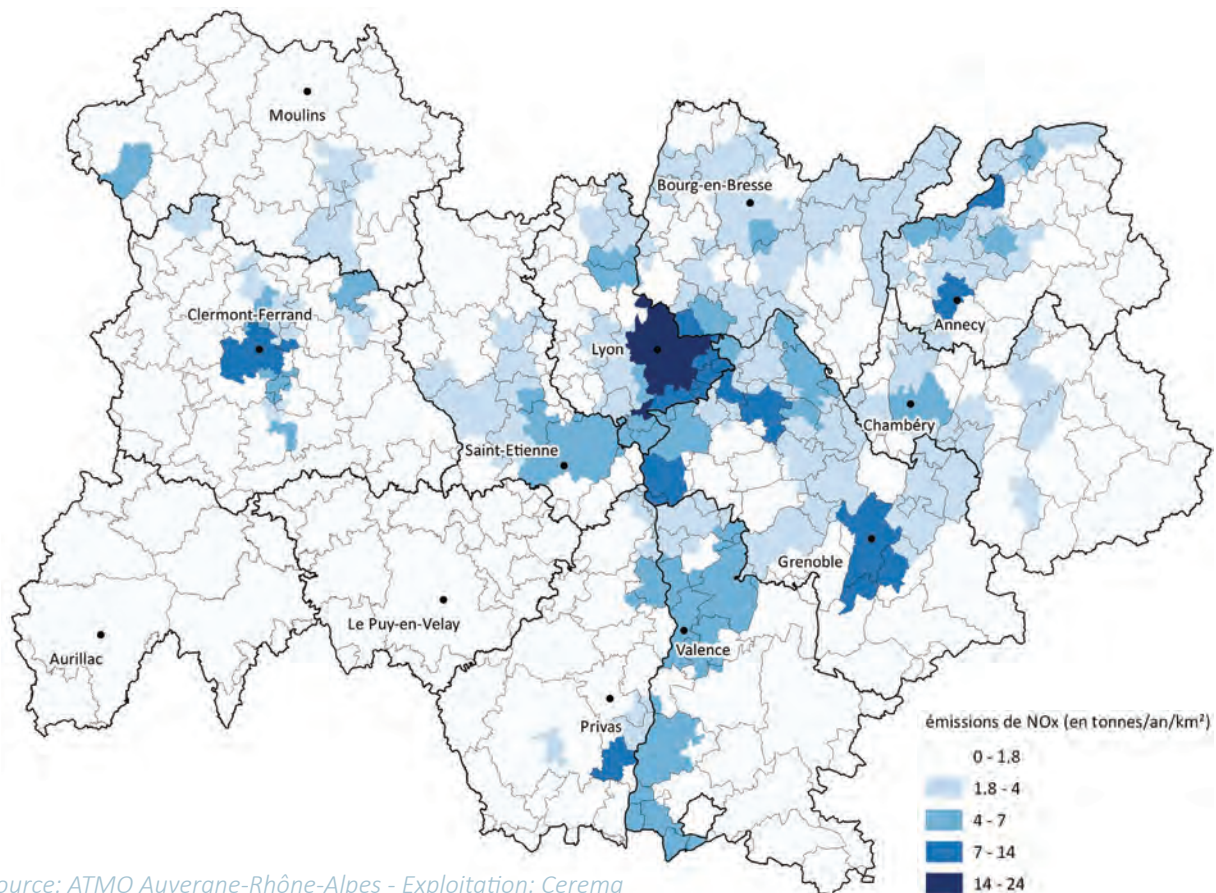 Moulins
Bourg-en-Bresse
Clermont-Ferrand
Annecy
Lyon
Chambéry
Saint-Etienne
Grenoble
Le Puy-en-Velay
Aurillac
Valence
Privas
émissions de NOx (en tonnes/an/km²)
0 - 1.8
1.8 - 4
4 - 7
7 - 14
14 - 24
ource: ATMO Auvergne-Rhône-Alpes - Exploitation: Cerema